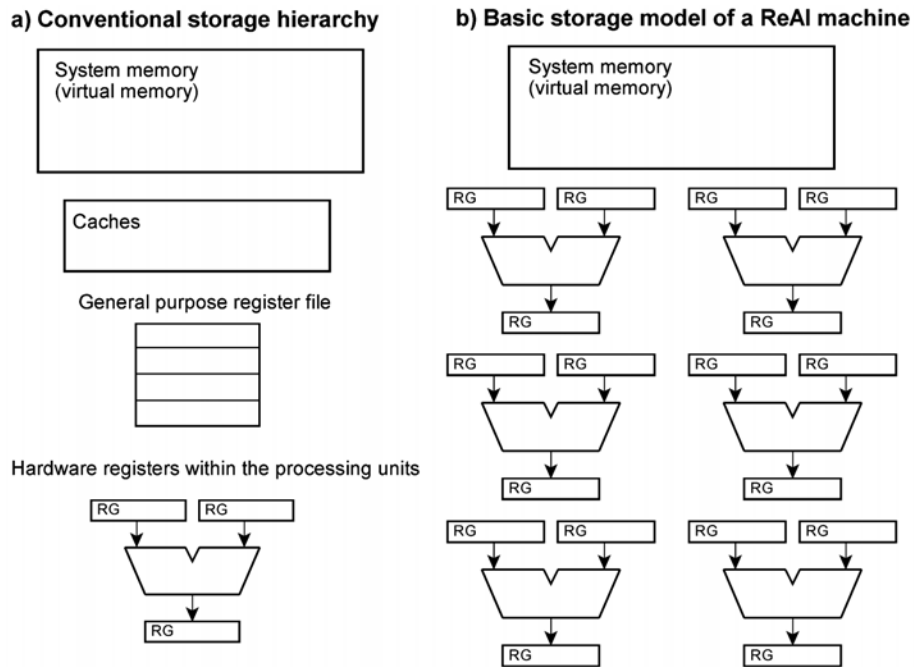 a) Conventional storage hierarchy
System memory
(virtual memory)
Caches
General purpose register file
Hardware registers within the processing units
RG RG
RG
b) Basic storage model of a ReAl machine
System memory
(virtual memory)
RG RG RG RG
RG RG
RG RG RG RG
RG RG
RG RG RG RG
RG RG